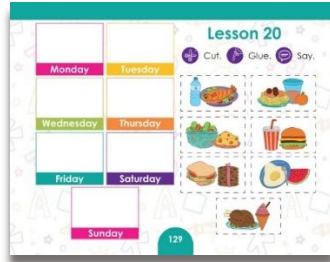 Lesson 20
Cut. Glue. Say.
Monday Tuesday
Wednesday Thursday
Friday Saturday
Sunday
129